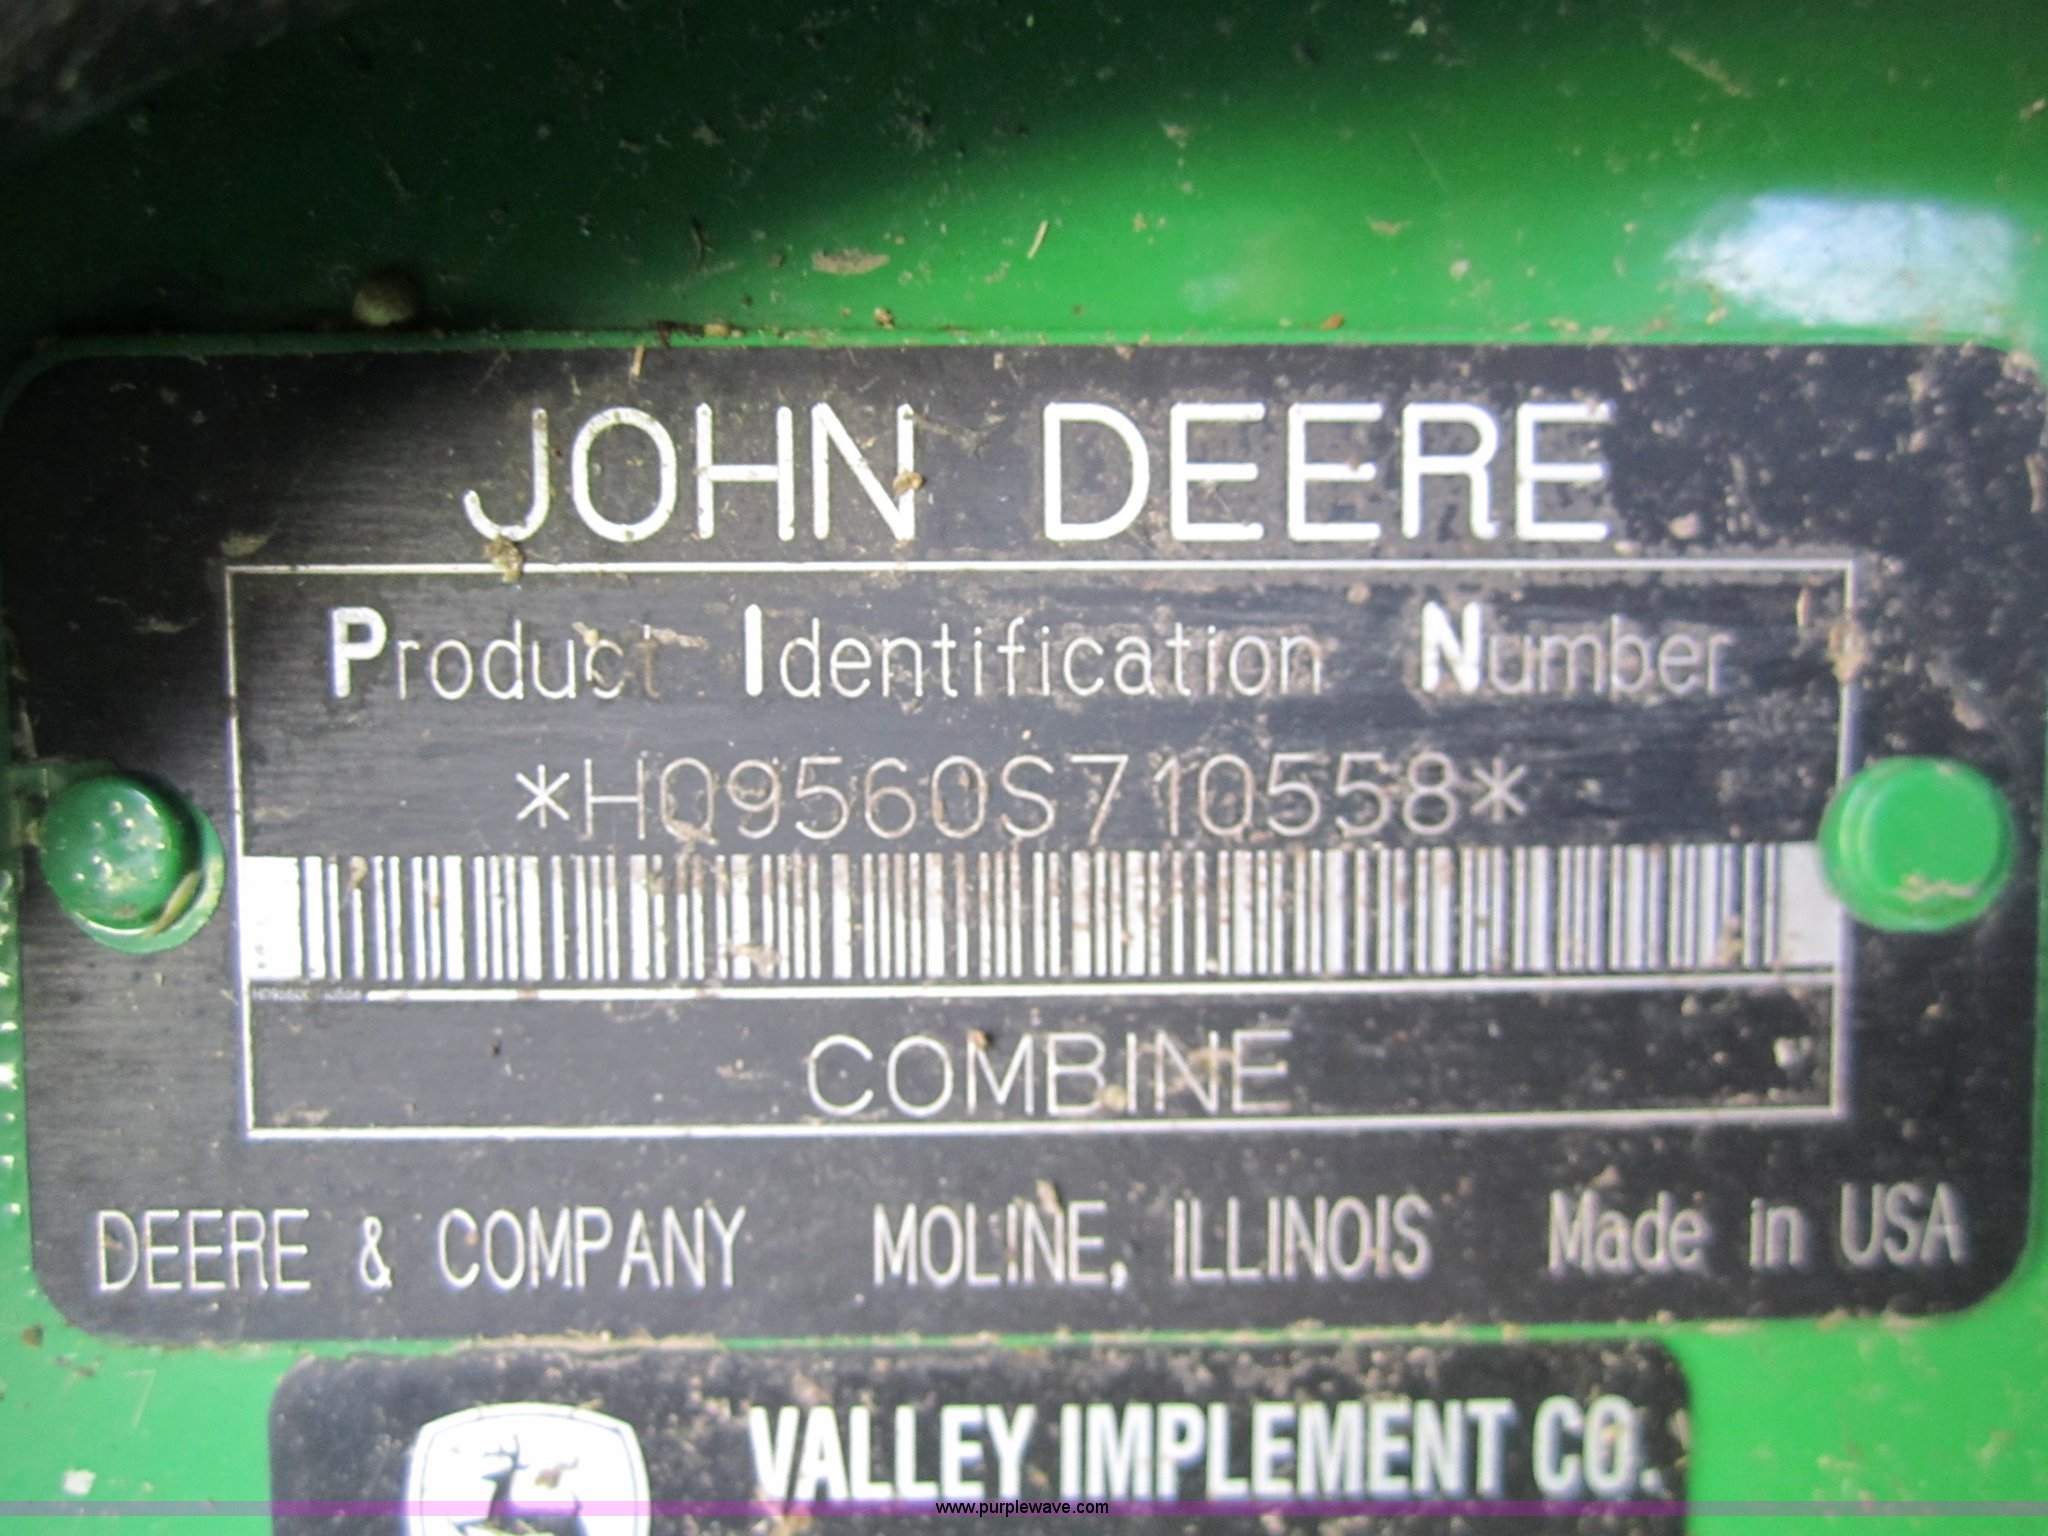 JOHN DEERE
Product Identification Number
*H09560S710558*
COMBINE
DEERE & COMPANY MOLINE, ILLINOIS Made in USA
VALLEY IMPLEMENT CO.
www.purplewave.com